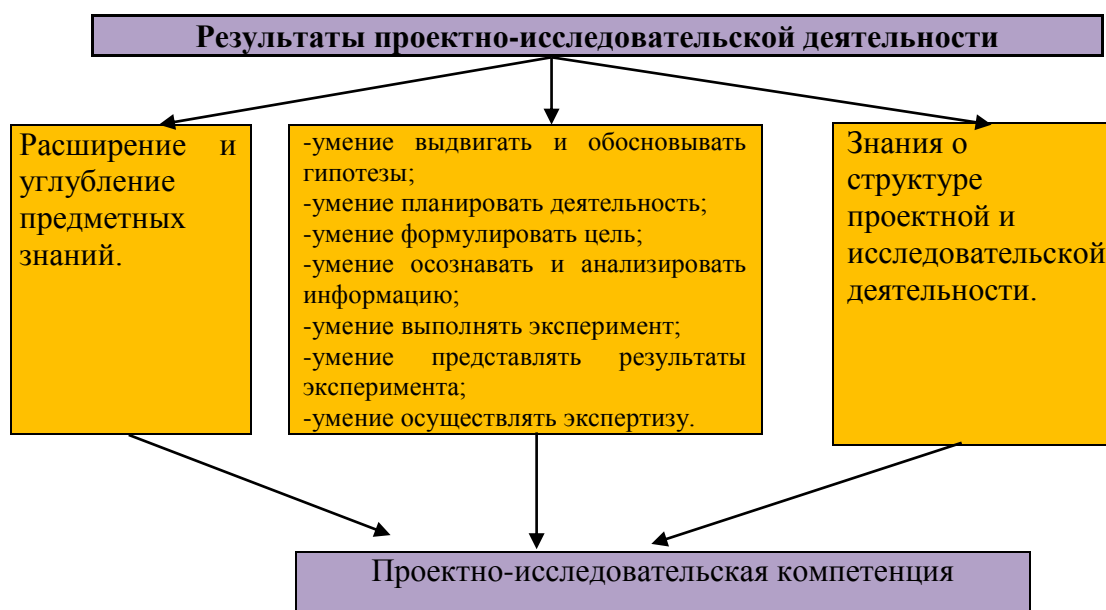 Результаты проектно-исследовательской деятельности
Расширение и
углубление
предметных
знаний.
-умение выдвигать и обосновывать
гипотезы;
-умение планировать деятельность;
-умение формулировать цель;
-умение осознавать и анализировать
информацию;
-умение выполнять эксперимент;
-умение представлять результаты
эксперимента;
-умение осуществлять экспертизу.
Знания о
структуре
проектной и
исследовательской
деятельности.
Проектно-исследовательская компетенция